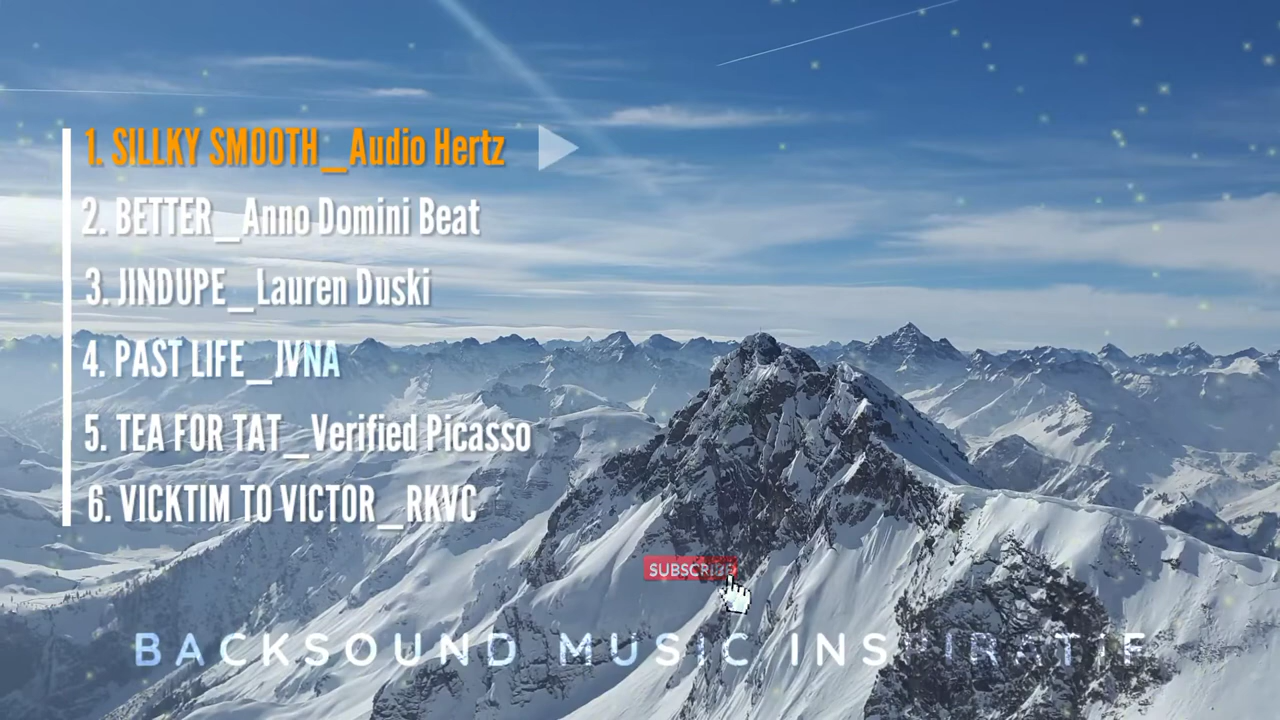 1. SILLKY SMOOTH_Audio Hertz
2. BETTER_Anno Domini Beat
3. JINDUPE_Lauren Duski
4. PAST LIFE_JVNA
5. TEA FOR TAT_Verified Picasso
6. VICKTIM TO VICTOR_RKVC
SUBSCRIBE
BACKSOUND MUSIC INSPIRATIF